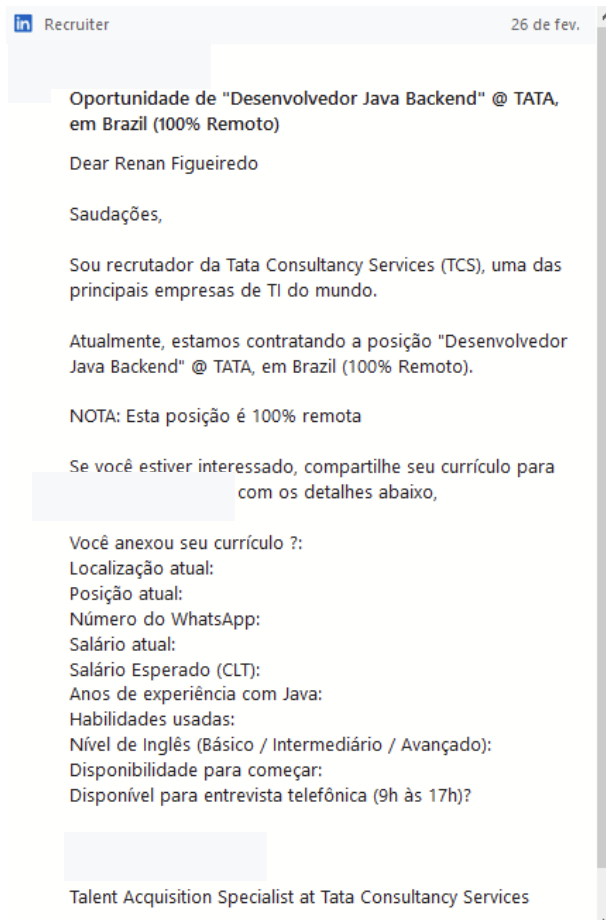 in Recruiter 26 de fev.
Oportunidade de "Desenvolvedor Java Backend" @ TATA,
em Brazil (100% Remoto)
Dear Renan Figueiredo
Saudações,
Sou recrutador da Tata Consultancy Services (TCS), uma das
principais empresas de TI do mundo.
Atualmente, estamos contratando a posição "Desenvolvedor
Java Backend" @ TATA, em Brazil (100% Remoto).
NOTA: Esta posição é 100% remota
Se você estiver interessado, compartilhe seu currículo para
com os detalhes abaixo,
Você anexou seu currículo ?:
Localização atual:
Posição atual:
Número do WhatsApp:
Salário atual:
Salário Esperado (CLT):
Anos de experiência com Java:
Habilidades usadas:
Nível de Inglês (Básico / Intermediário / Avançado):
Disponibilidade para começar:
Disponível para entrevista telefônica (9h às 17h)?
Talent Acquisition Specialist at Tata Consultancy Services